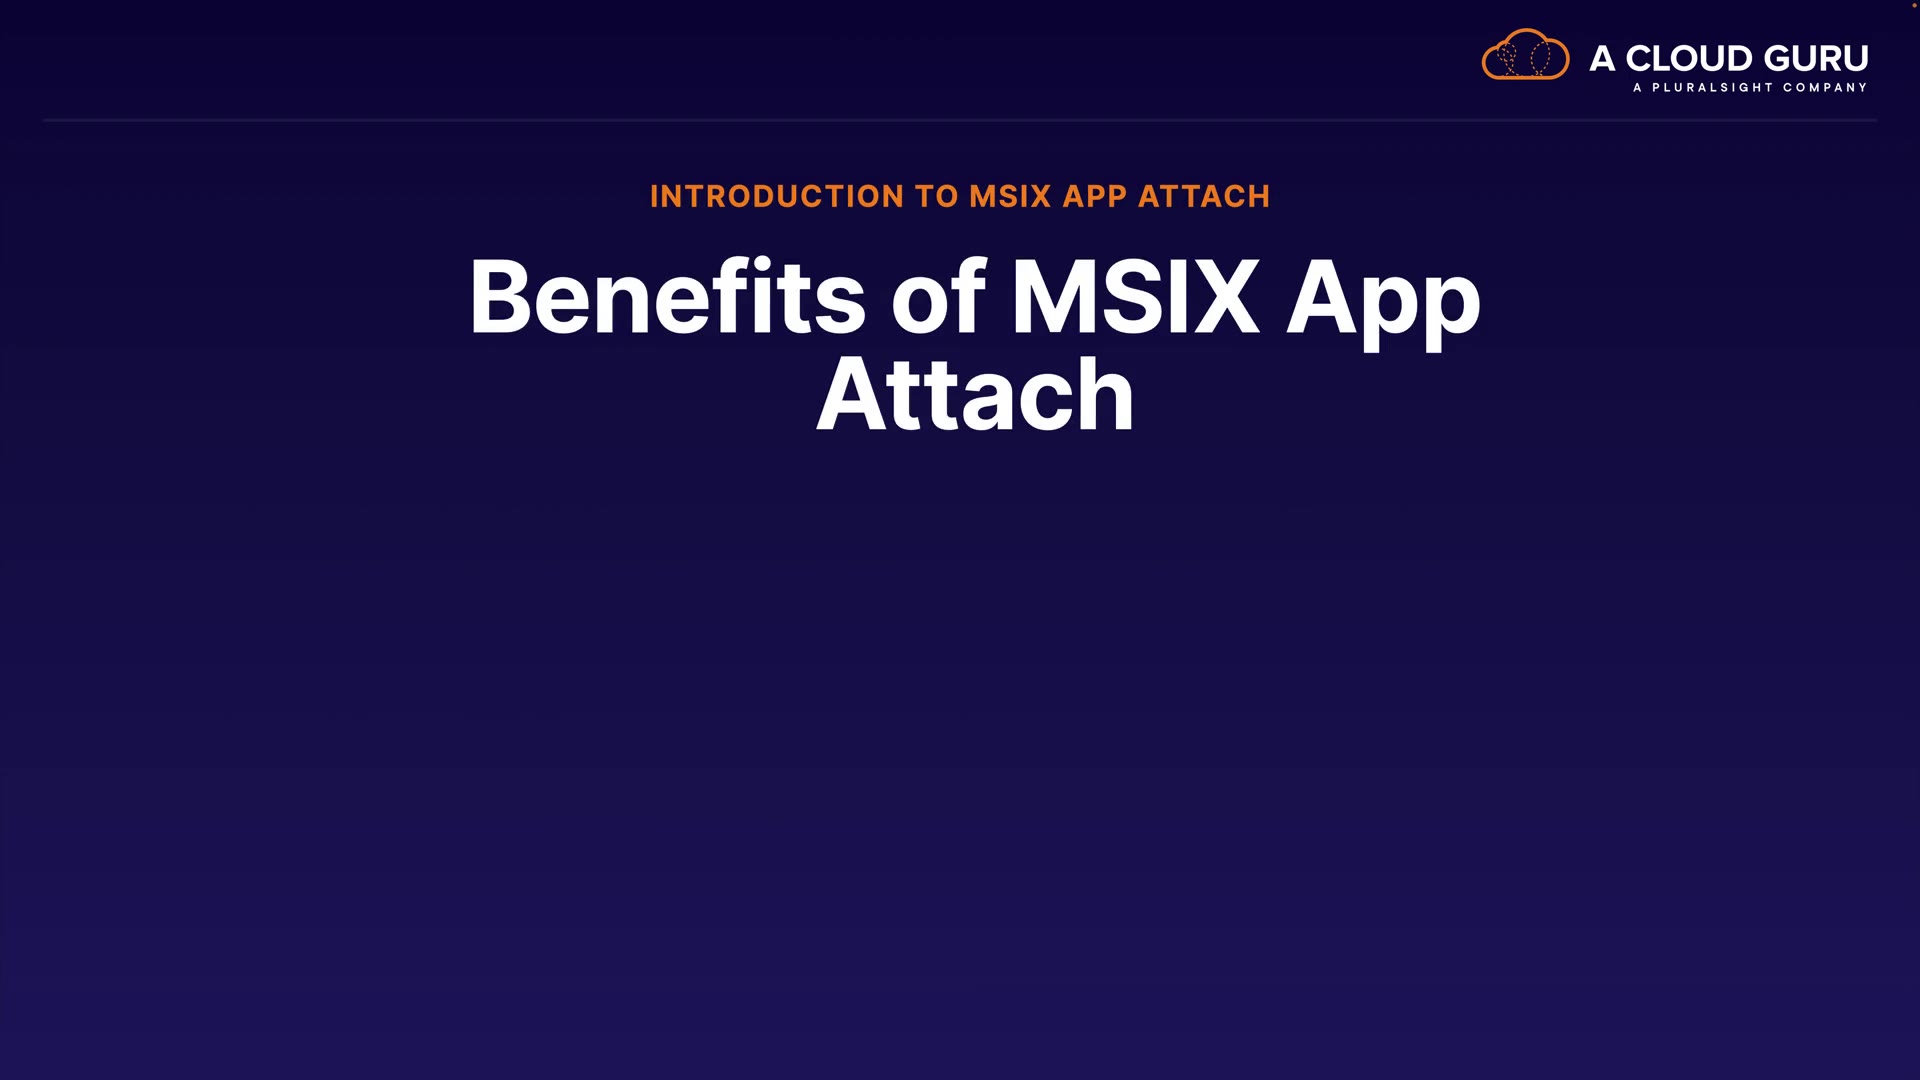 A CLOUD GURU
A PLURALSIGHT COMPANY
INTRODUCTION TO MSIX APP ATTACH
Benefits of MSIX App
Attach